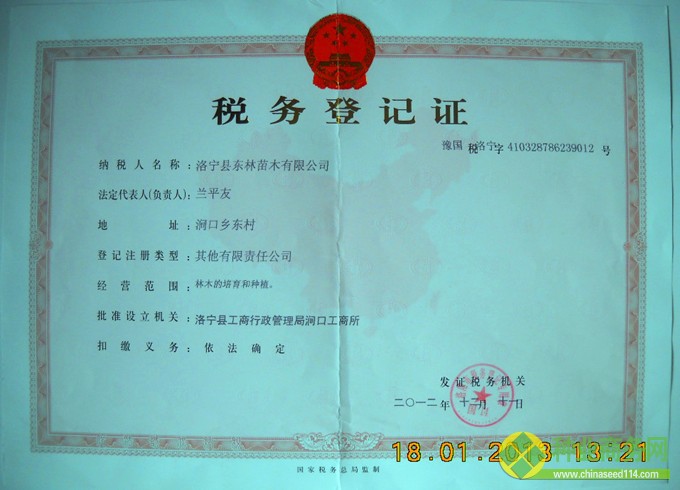 税务登记证
豫国 税 洛宁 字 410328786239012 号
纳税人名称：洛宁县东林苗木有限公司
法定代表人(负责人)：兰平友
地址：涧口乡东村
登记注册类型：其他有限责任公司
经营范围：林木的培育和种植。
批准设立机关：洛宁县工商行政管理局涧口工商所
扣缴义务：依法确定
发证税务机关
二〇一二年十二月十一日
18.01.2013 13:21
国家税务总局监制
www.chinaseed114.com